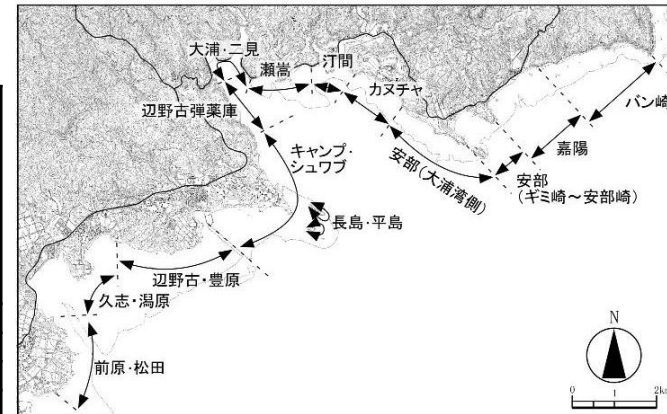 大浦・二見
瀬嵩
汀間
カヌチャ
バン崎
辺野古弾薬庫
キャンプ・
シュワブ
嘉陽
安部
(ギミ崎～安部崎)
安部(大浦湾側)
長島・平島
辺野古・豊原
久志・潟原
前原・松田
N
0 1 2km